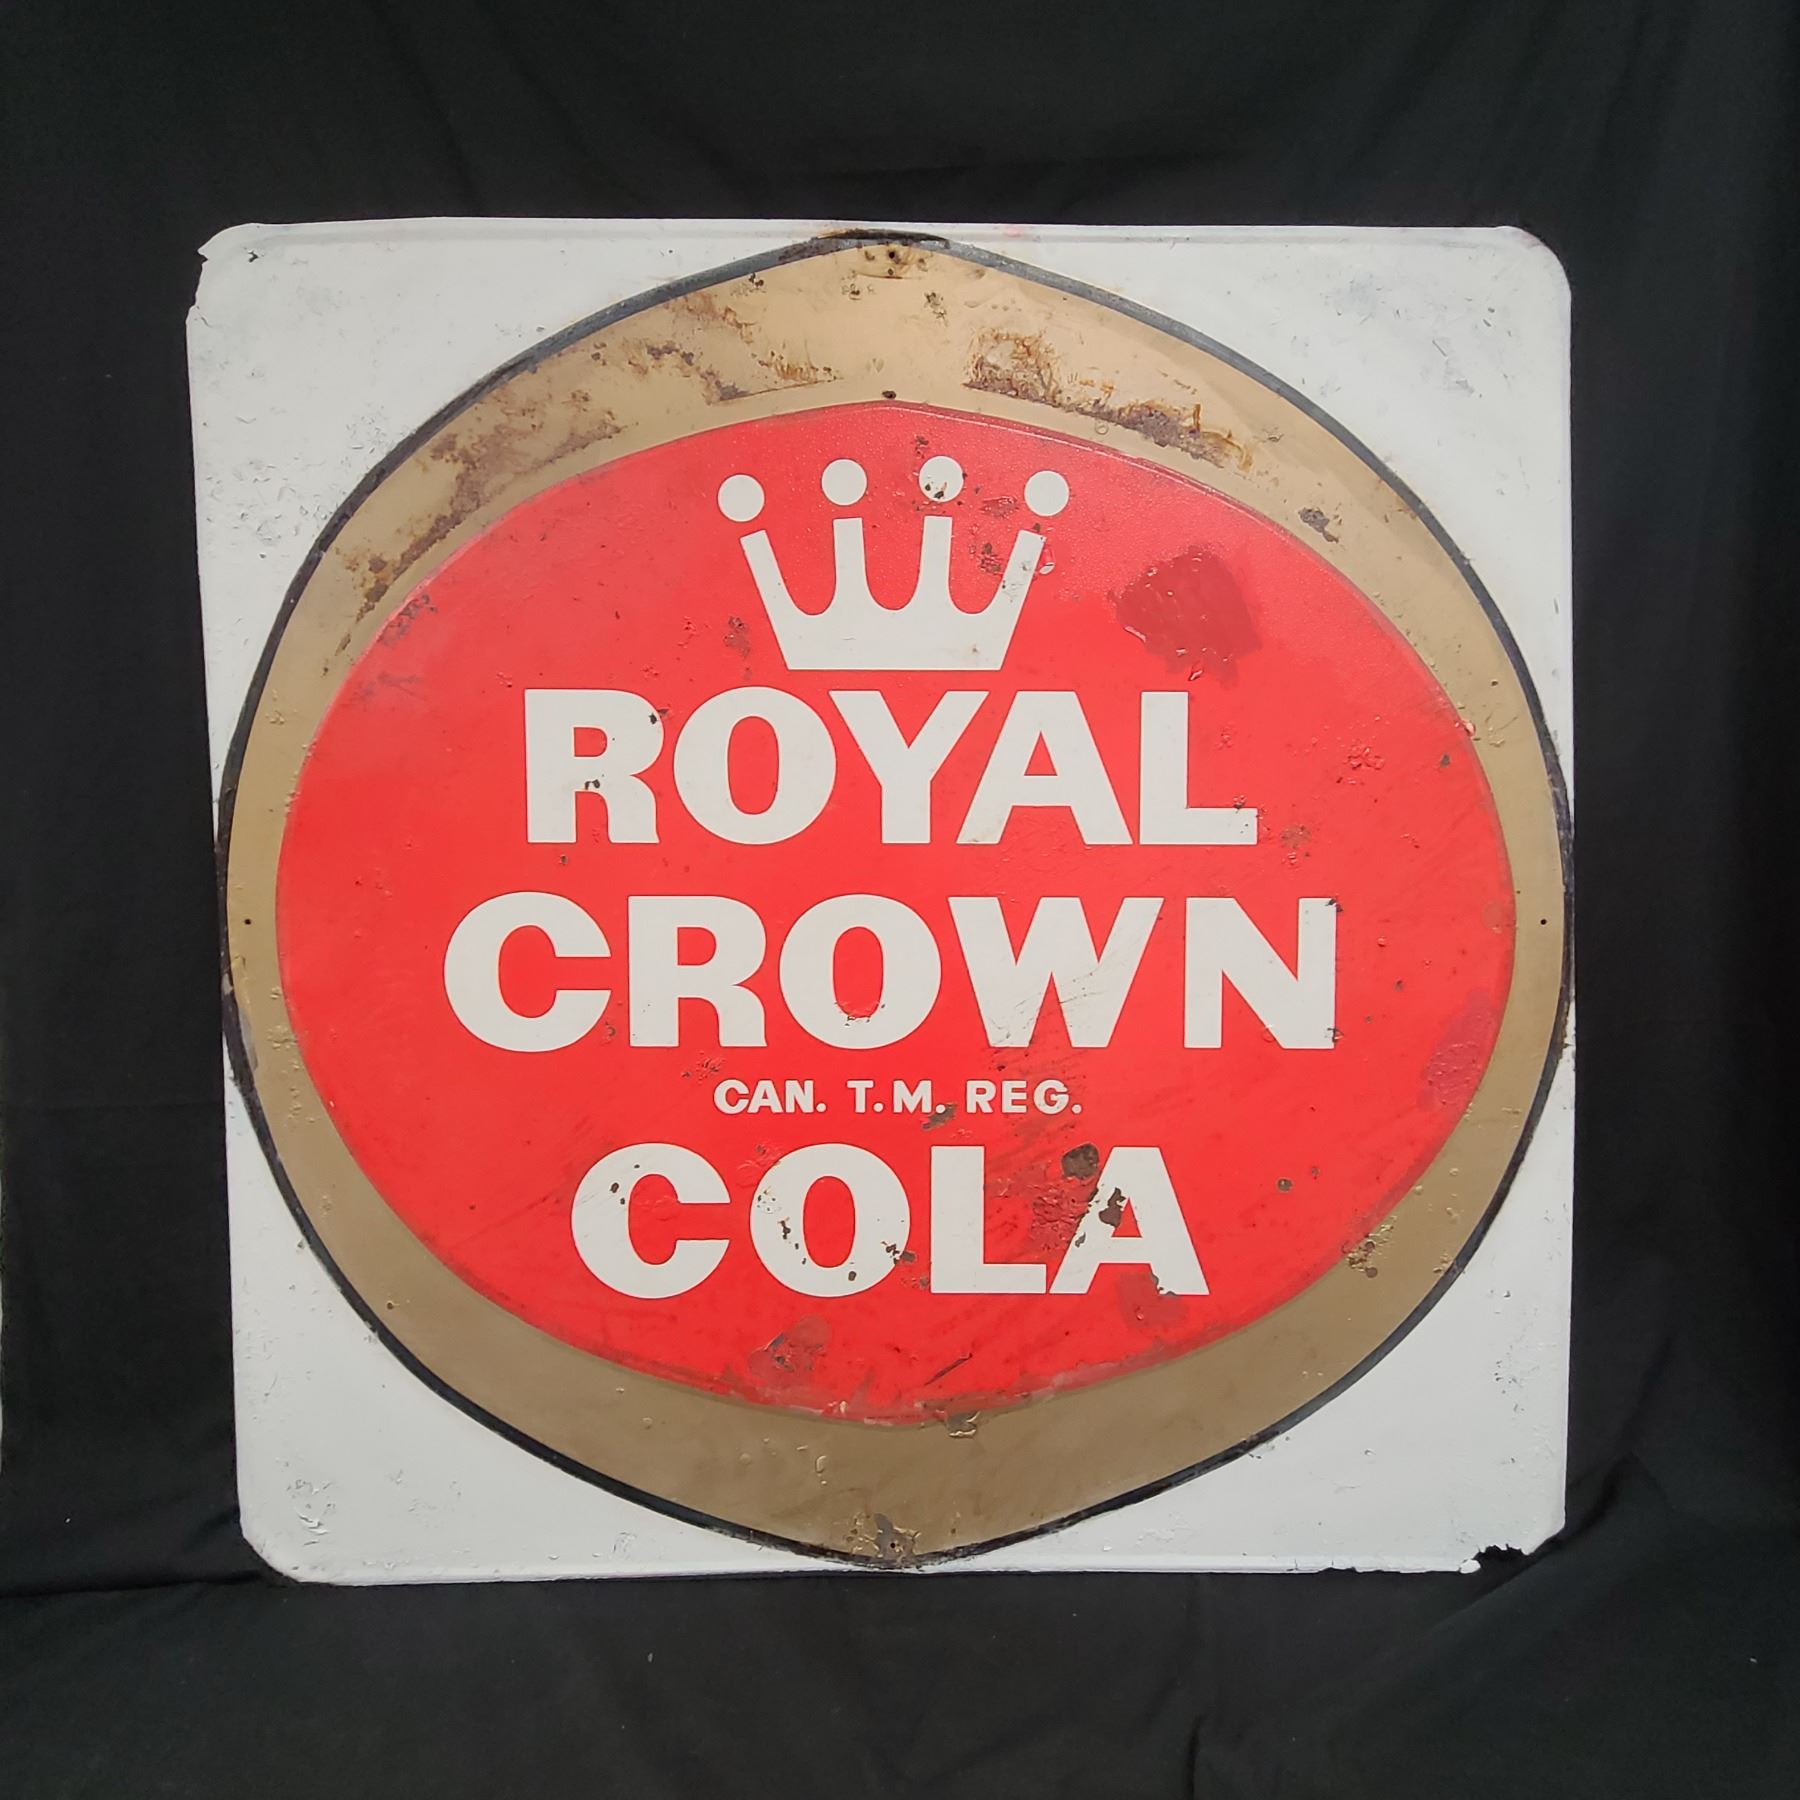 ROYAL
CROWN
CAN. T.M. REG.
COLA